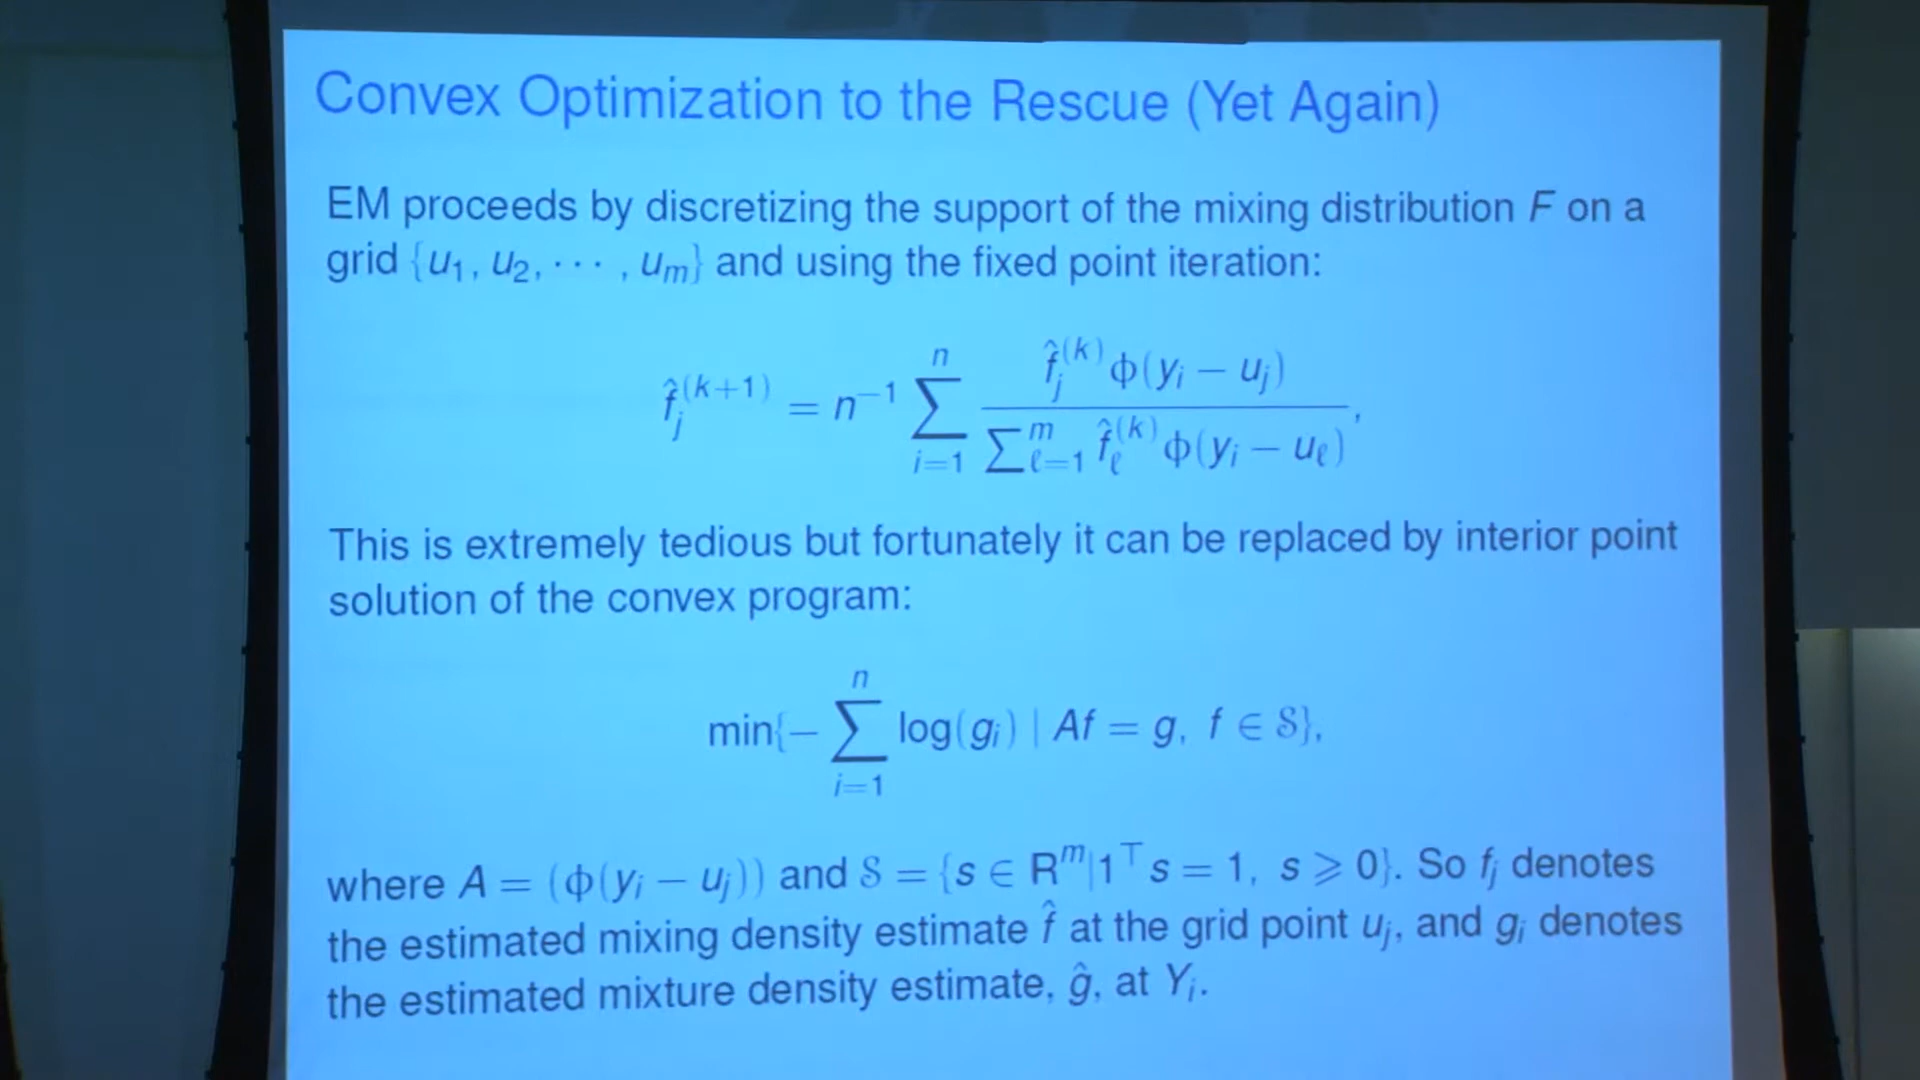 Convex Optimization to the Rescue (Yet Again)
EM proceeds by discretizing the support of the mixing distribution F on a
grid {u₁, u₂, ⋯ , uₘ} and using the fixed point iteration:
f̂ⱼ⁽ᵏ⁺¹⁾ = n⁻¹ ∑ᵢ₌₁ⁿ f̂ⱼ⁽ᵏ⁾ϕ(yᵢ − uⱼ) / ∑ₗ₌₁ᵐ f̂ₗ⁽ᵏ⁾ϕ(yᵢ − uₗ),
This is extremely tedious but fortunately it can be replaced by interior point
solution of the convex program:
min{− ∑ᵢ₌₁ⁿ log(gᵢ) | Af = g, f ∈ 𝒮},
where A = (ϕ(yᵢ − uⱼ)) and 𝒮 = {s ∈ Rᵐ|1ᵀs = 1, s ⩾ 0}. So fⱼ denotes
the estimated mixing density estimate f̂ at the grid point uⱼ, and gᵢ denotes
the estimated mixture density estimate, ĝ, at Yᵢ.